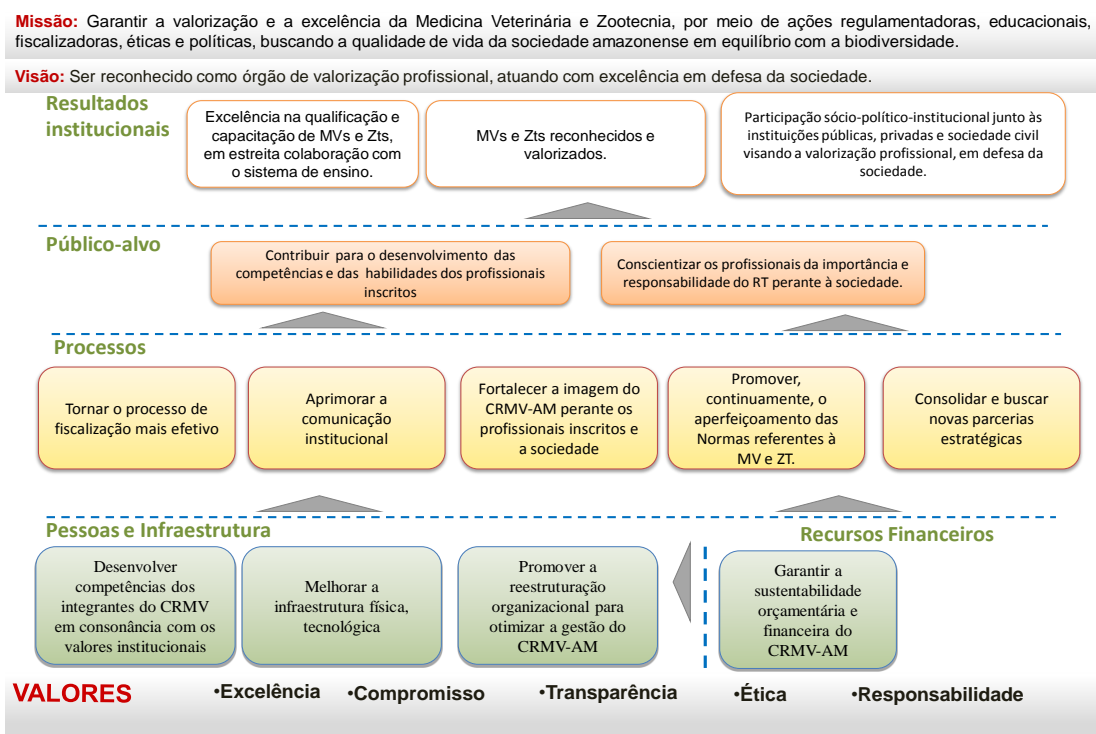 Missão: Garantir a valorização e a excelência da Medicina Veterinária e Zootecnia, por meio de ações regulamentadoras, educacionais,
fiscalizadoras, éticas e políticas, buscando a qualidade de vida da sociedade amazonense em equilíbrio com a biodiversidade.
Visão: Ser reconhecido como órgão de valorização profissional, atuando com excelência em defesa da sociedade.
Resultados
institucionais
Excelência na qualificação e
capacitação de MVs e Zts,
em estreita colaboração com
o sistema de ensino.
MVs e Zts reconhecidos e
valorizados.
Participação sócio-político-institucional junto às
instituições públicas, privadas e sociedade civil
visando a valorização profissional, em defesa da
sociedade.
Público-alvo
Contribuir para o desenvolvimento das
competências e das habilidades dos profissionais
inscritos
Conscientizar os profissionais da importância e
responsabilidade do RT perante à sociedade.
Processos
Tornar o processo de
fiscalização mais efetivo
Aprimorar a
comunicação
institucional
Fortalecer a imagem do
CRMV-AM perante os
profissionais inscritos e
a sociedade
Promover,
continuamente, o
aperfeiçoamento das
Normas referentes à
MV e ZT.
Consolidar e buscar
novas parcerias
estratégicas
Pessoas e Infraestrutura
Recursos Financeiros
Desenvolver
competências dos
integrantes do CRMV
em consonância com os
valores institucionais
Melhorar a
infraestrutura física,
tecnológica
Promover a
reestruturação
organizacional para
otimizar a gestão do
CRMV-AM
Garantir a
sustentabilidade
orçamentária e
financeira do
CRMV-AM
VALORES •Excelência •Compromisso •Transparência •Ética •Responsabilidade